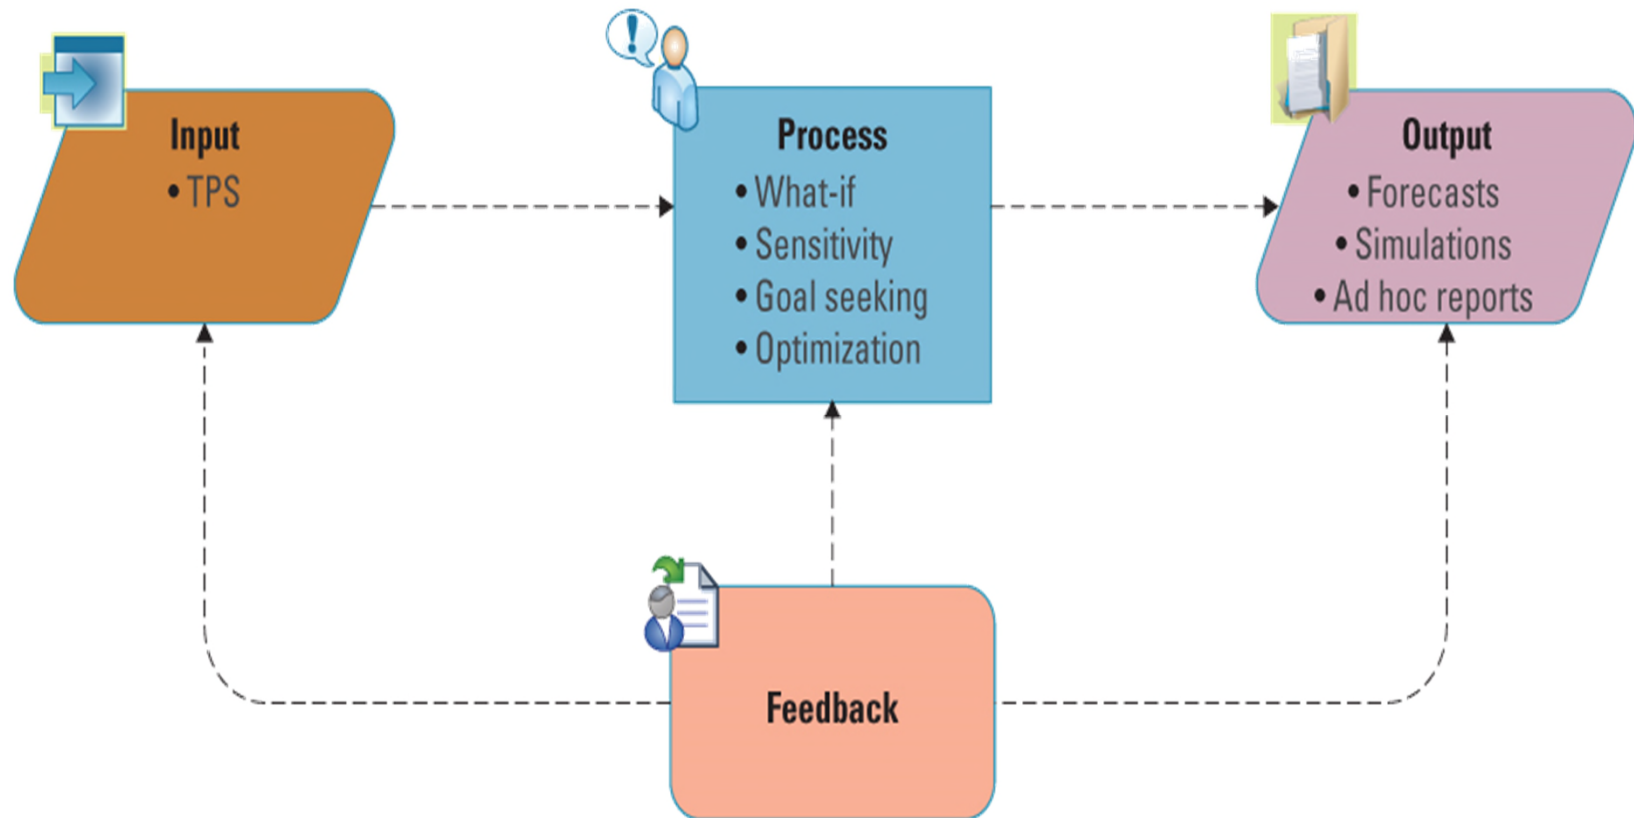 Input
• TPS
Process
• What-if
• Sensitivity
• Goal seeking
• Optimization
Output
• Forecasts
• Simulations
• Ad hoc reports
Feedback